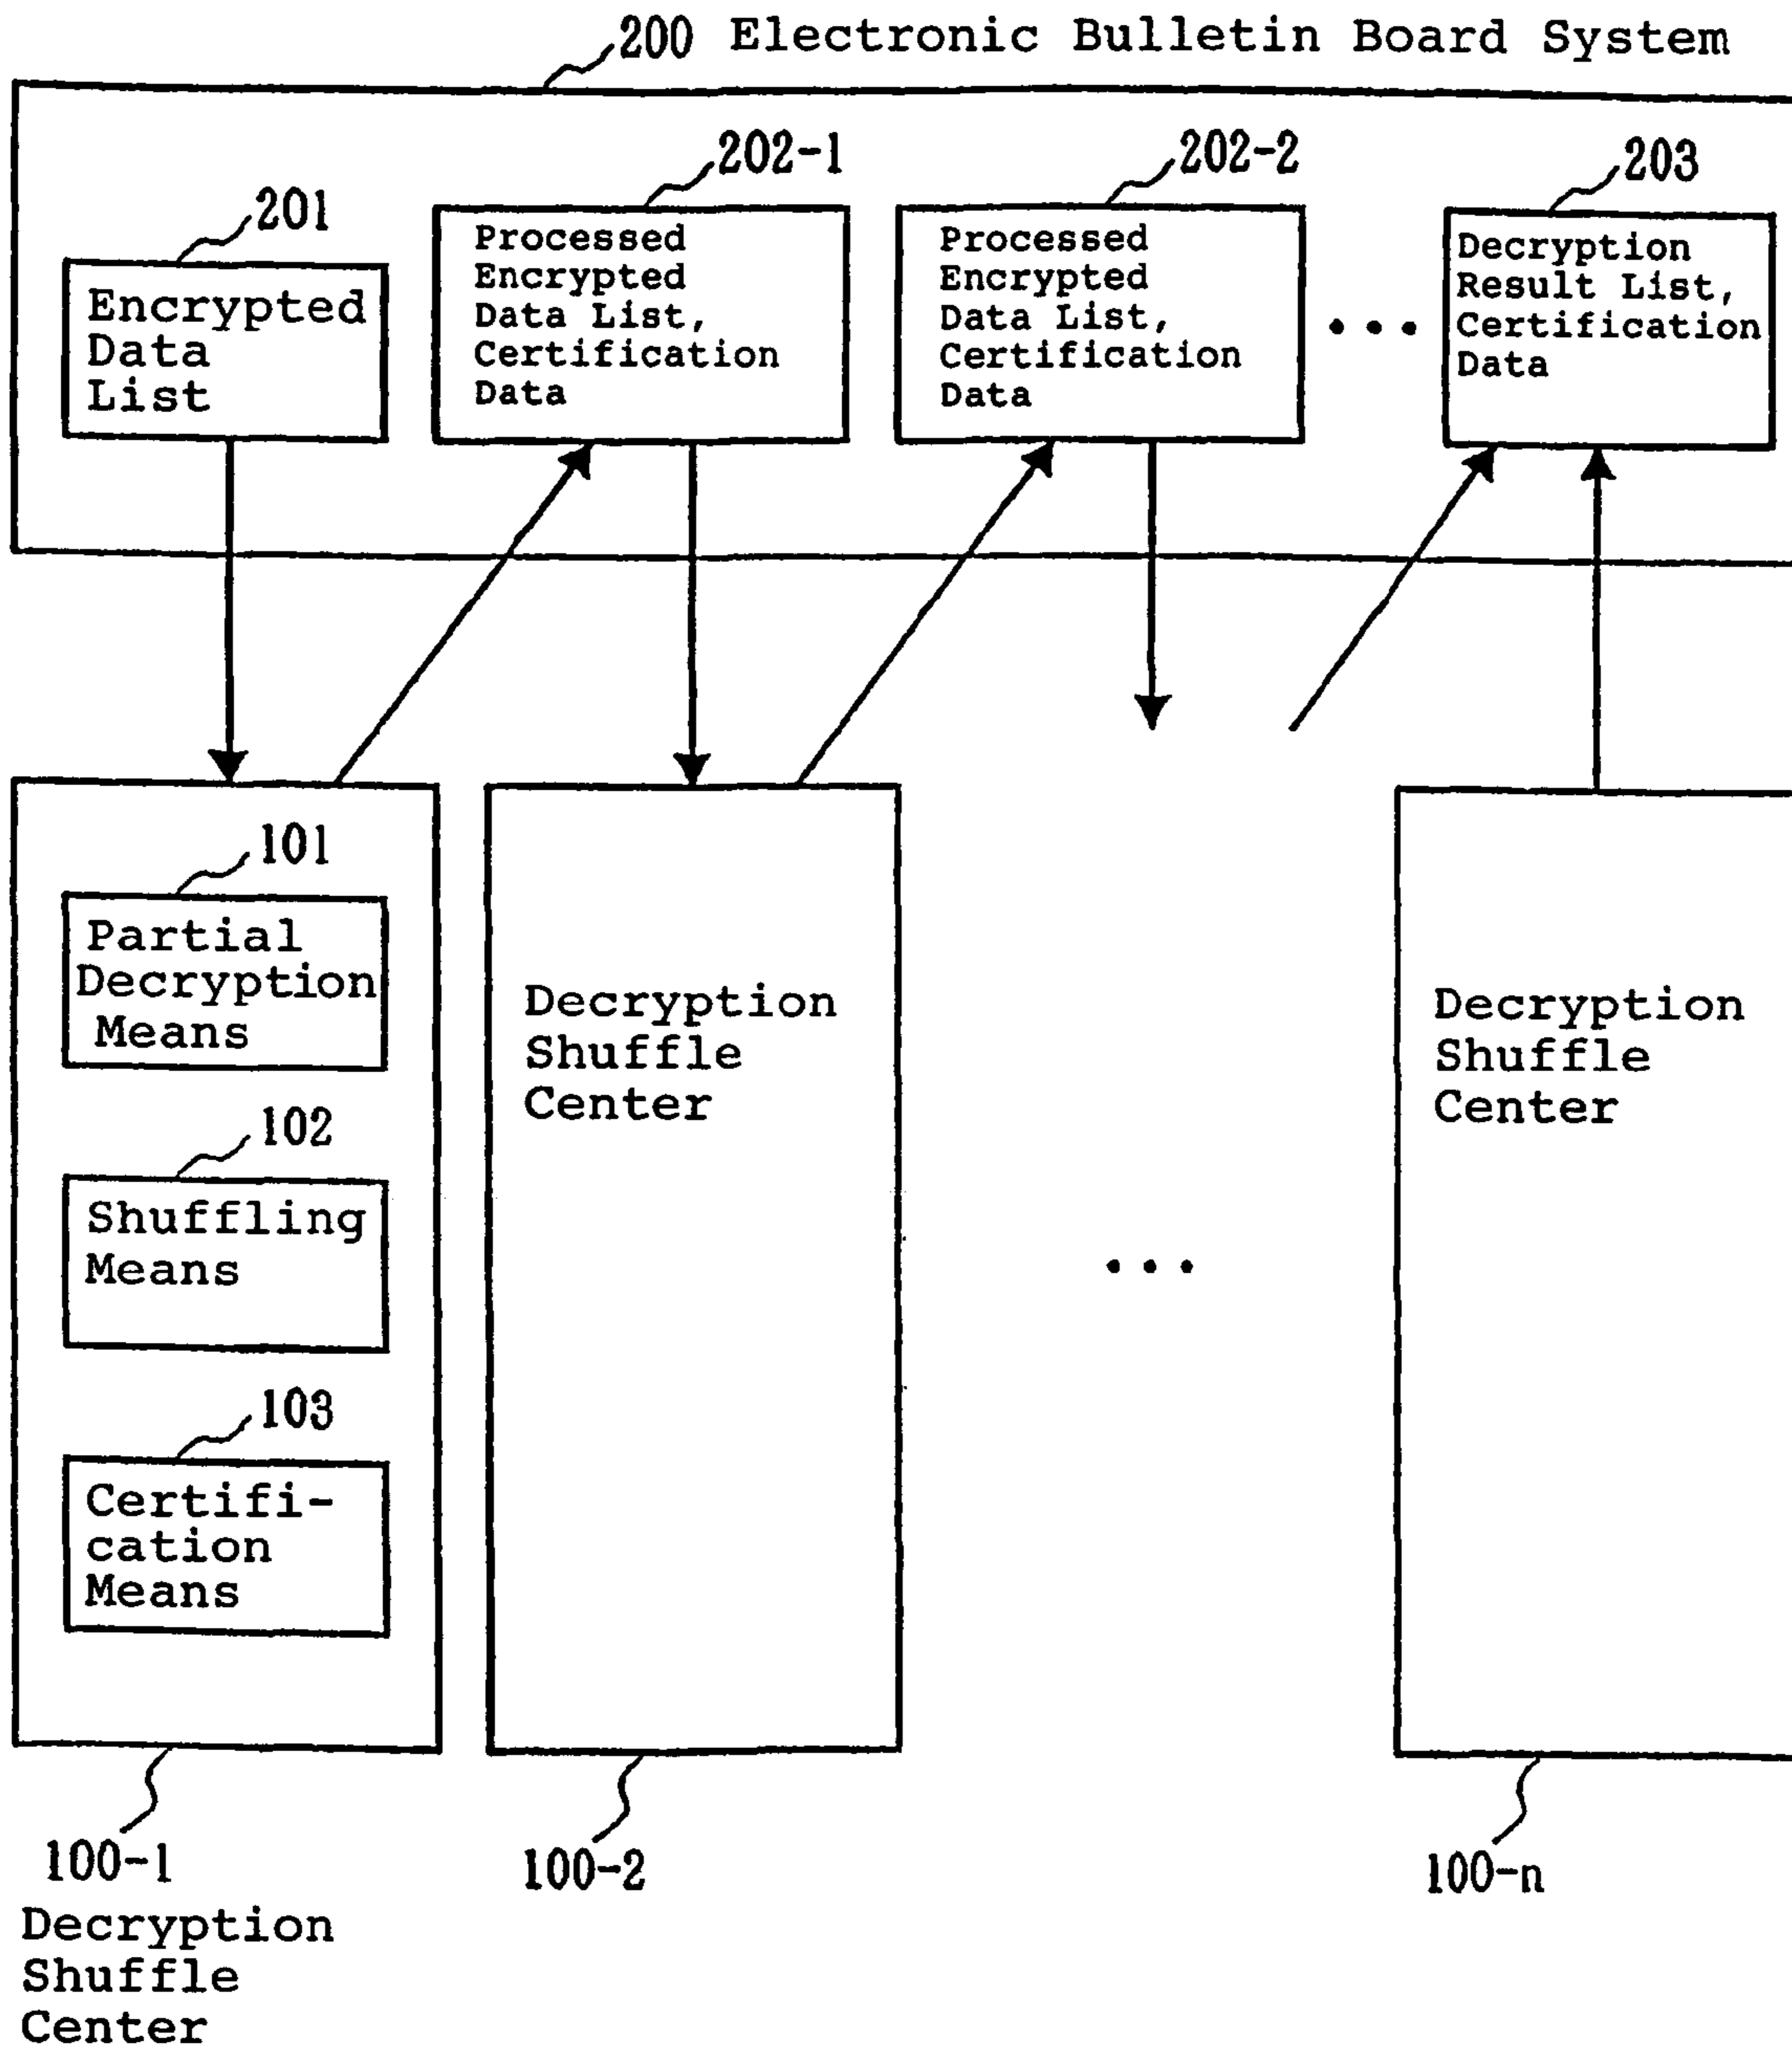 200 Electronic Bulletin Board System
201
202-1
202-2
203
Encrypted
Data
List
Processed
Encrypted
Data List,
Certification
Data
Processed
Encrypted
Data List,
Certification
Data
•••
Decryption
Result List,
Certification
Data
101
Partial
Decryption
Means
102
Shuffling
Means
103
Certifi-
cation
Means
Decryption
Shuffle
Center
•••
Decryption
Shuffle
Center
100-1
Decryption
Shuffle
Center
100-2
100-n